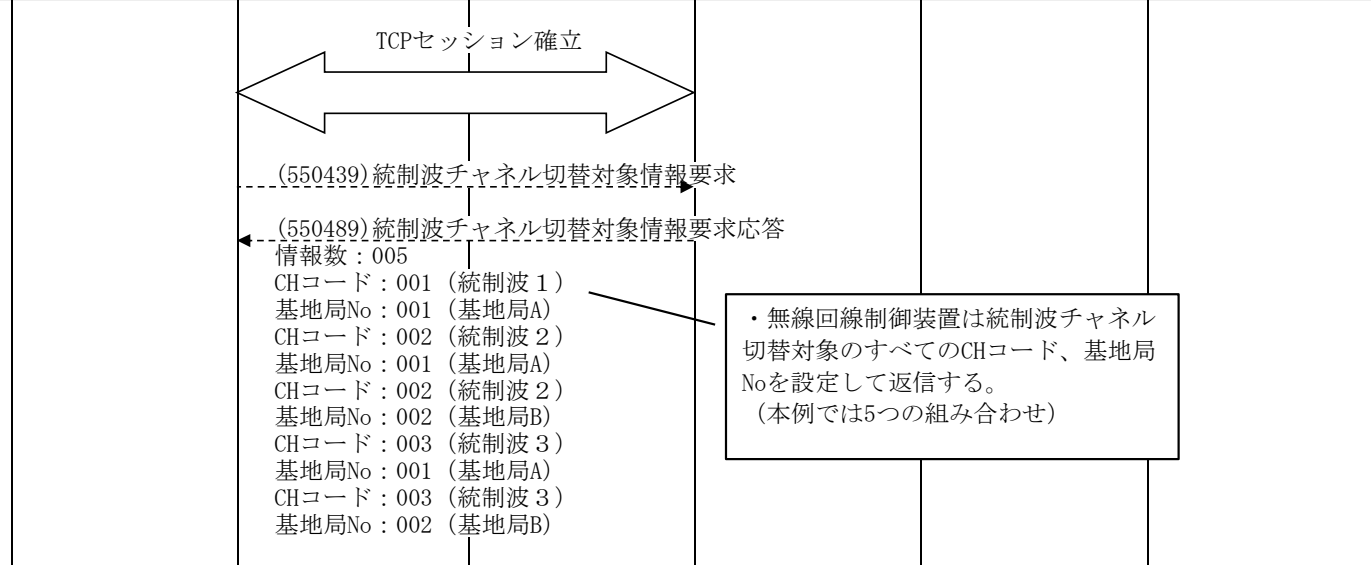 TCPセッション確立
(550439)統制波チャネル切替対象情報要求
(550489)統制波チャネル切替対象情報要求応答
情報数：005
CHコード：001（統制波１）
基地局No：001（基地局A）
CHコード：002（統制波２）
基地局No：001（基地局A）
CHコード：002（統制波２）
基地局No：002（基地局B）
CHコード：003（統制波３）
基地局No：001（基地局A）
CHコード：003（統制波３）
基地局No：002（基地局B）
・無線回線制御装置は統制波チャネル
切替対象のすべてのCHコード、基地局
Noを設定して返信する。
（本例では5つの組み合わせ）